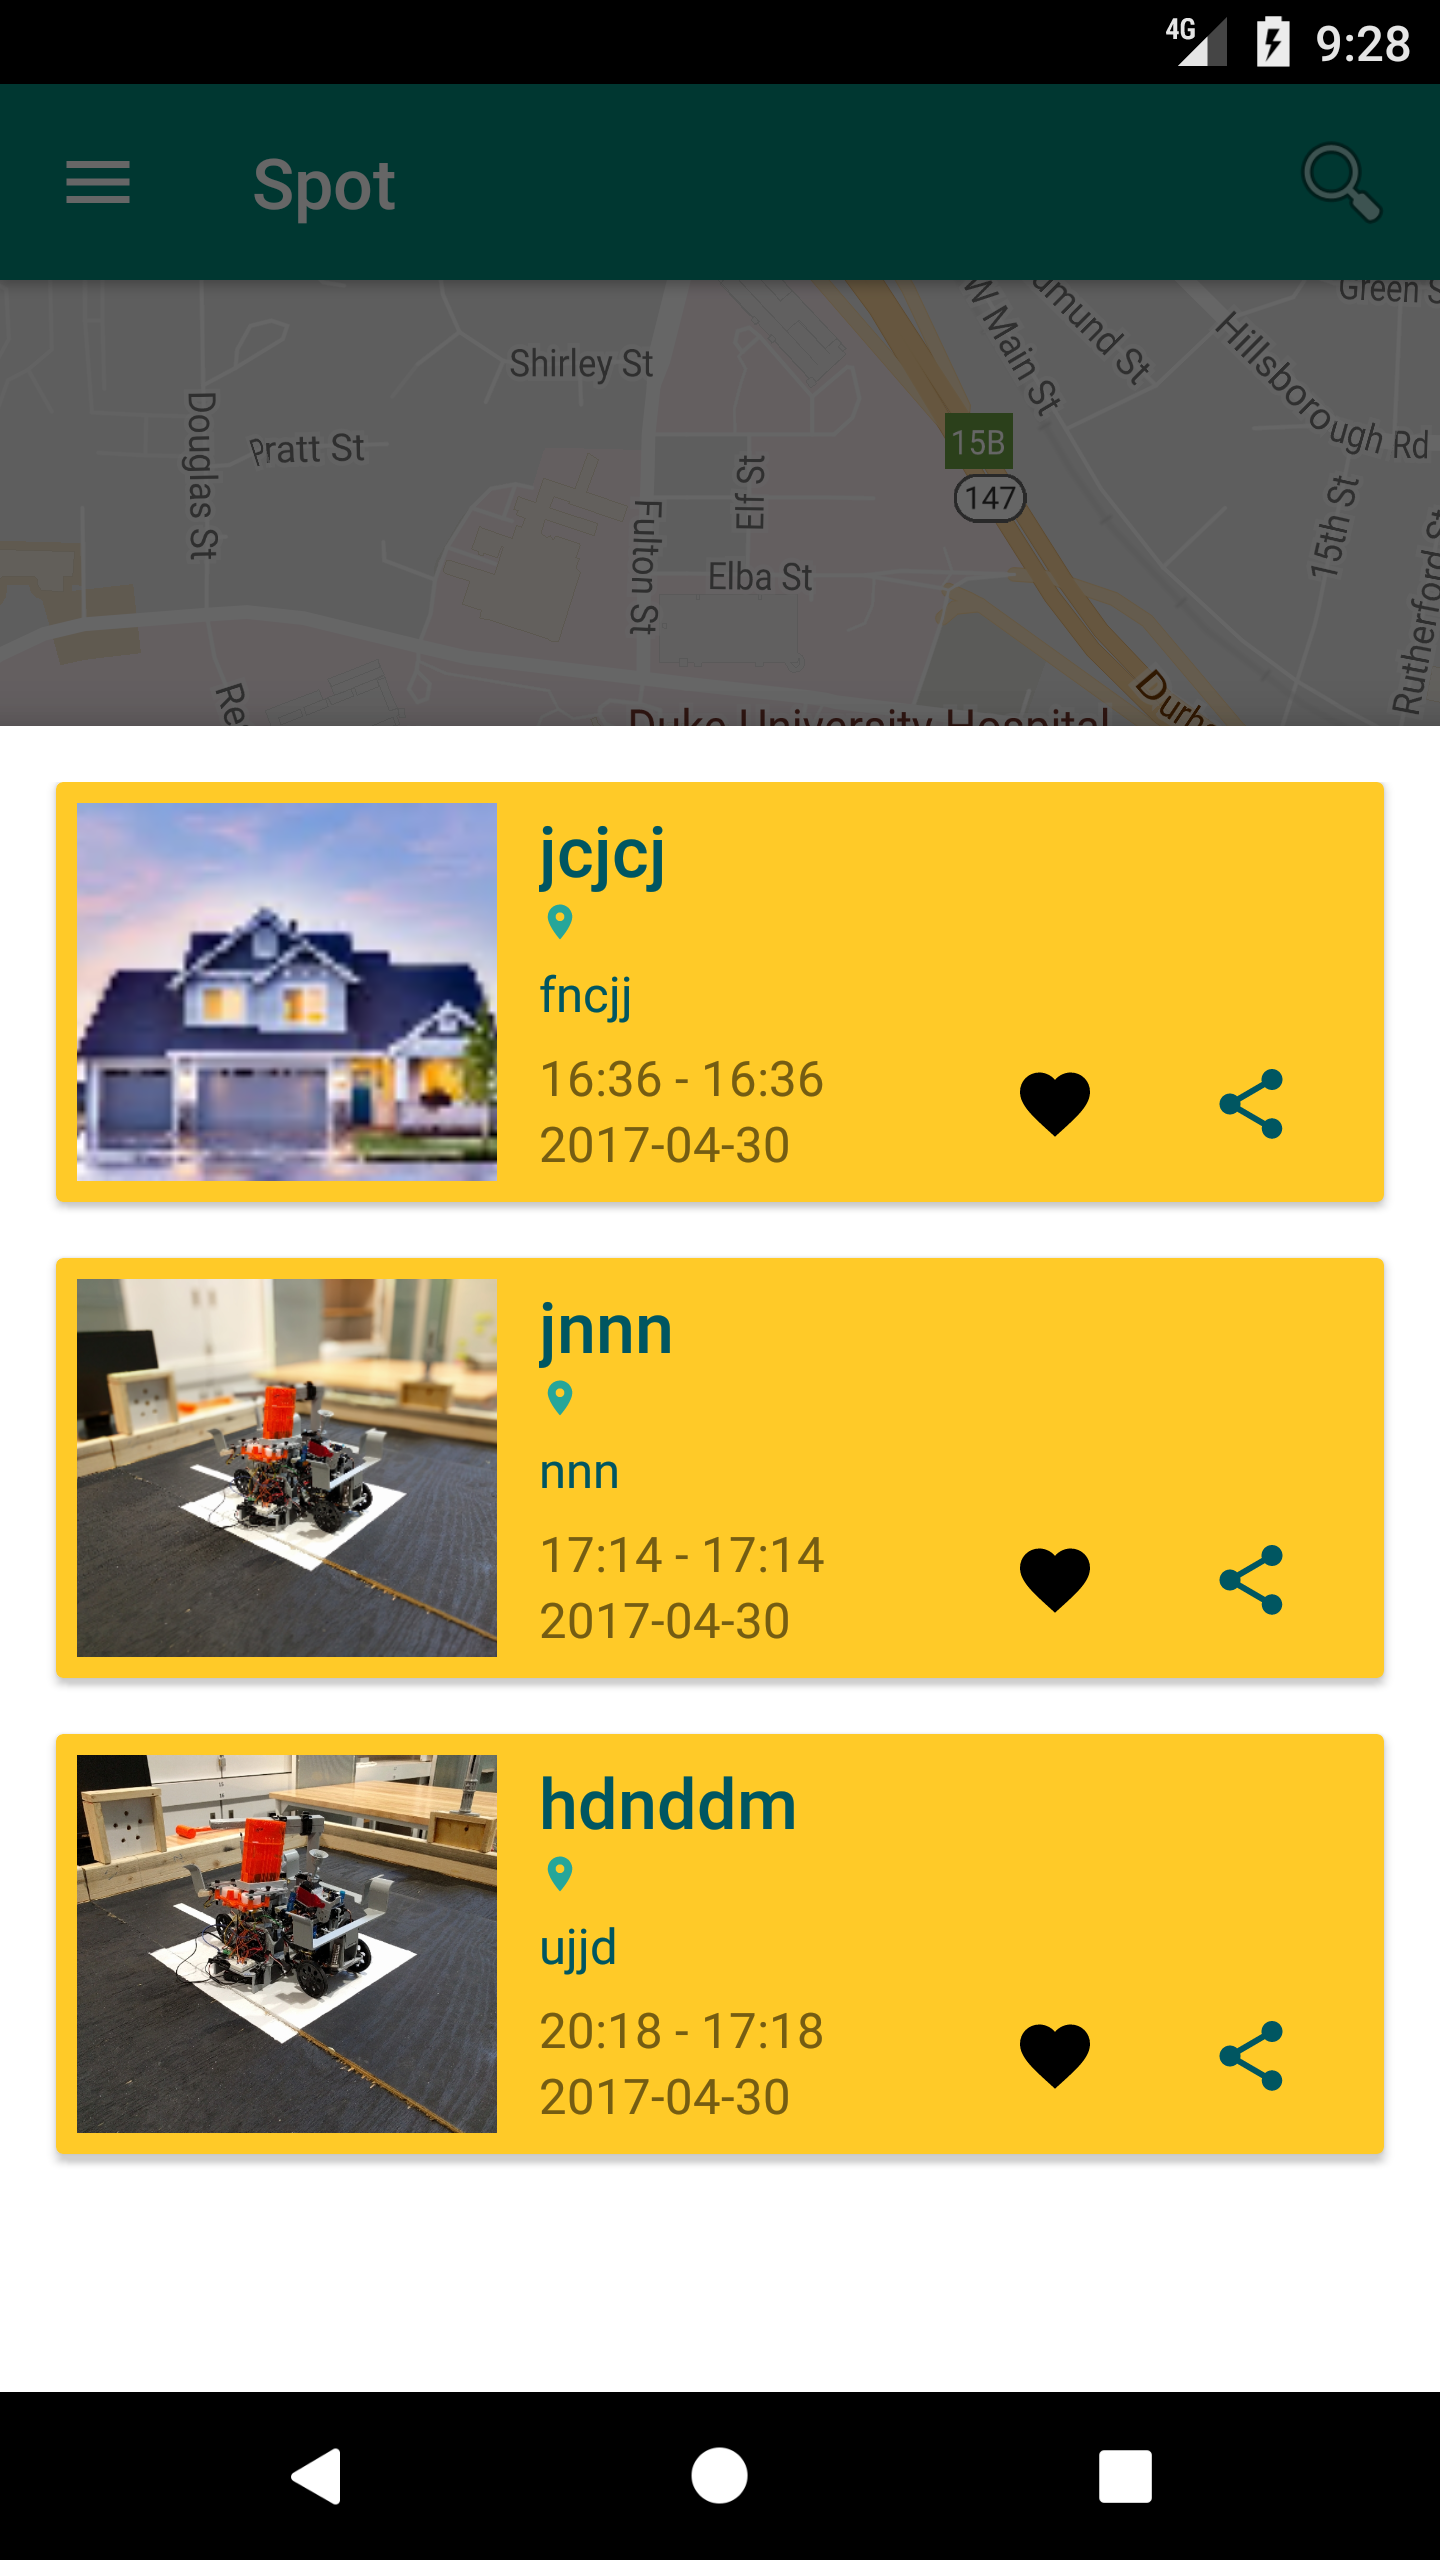 4G 9:28
Spot
Green S
W Main St
dmund St
Hillsborough Rd
Shirley St
Douglas St
Pratt St
15B
147
Elf St
Fulton St
15th St
Elba St
Rutherford St
Re
Durh
Duke University Hospital
jcjcj
fncjj
16:36 - 16:36
2017-04-30
jnnn
nnn
17:14 - 17:14
2017-04-30
hdnddm
ujjd
20:18 - 17:18
2017-04-30